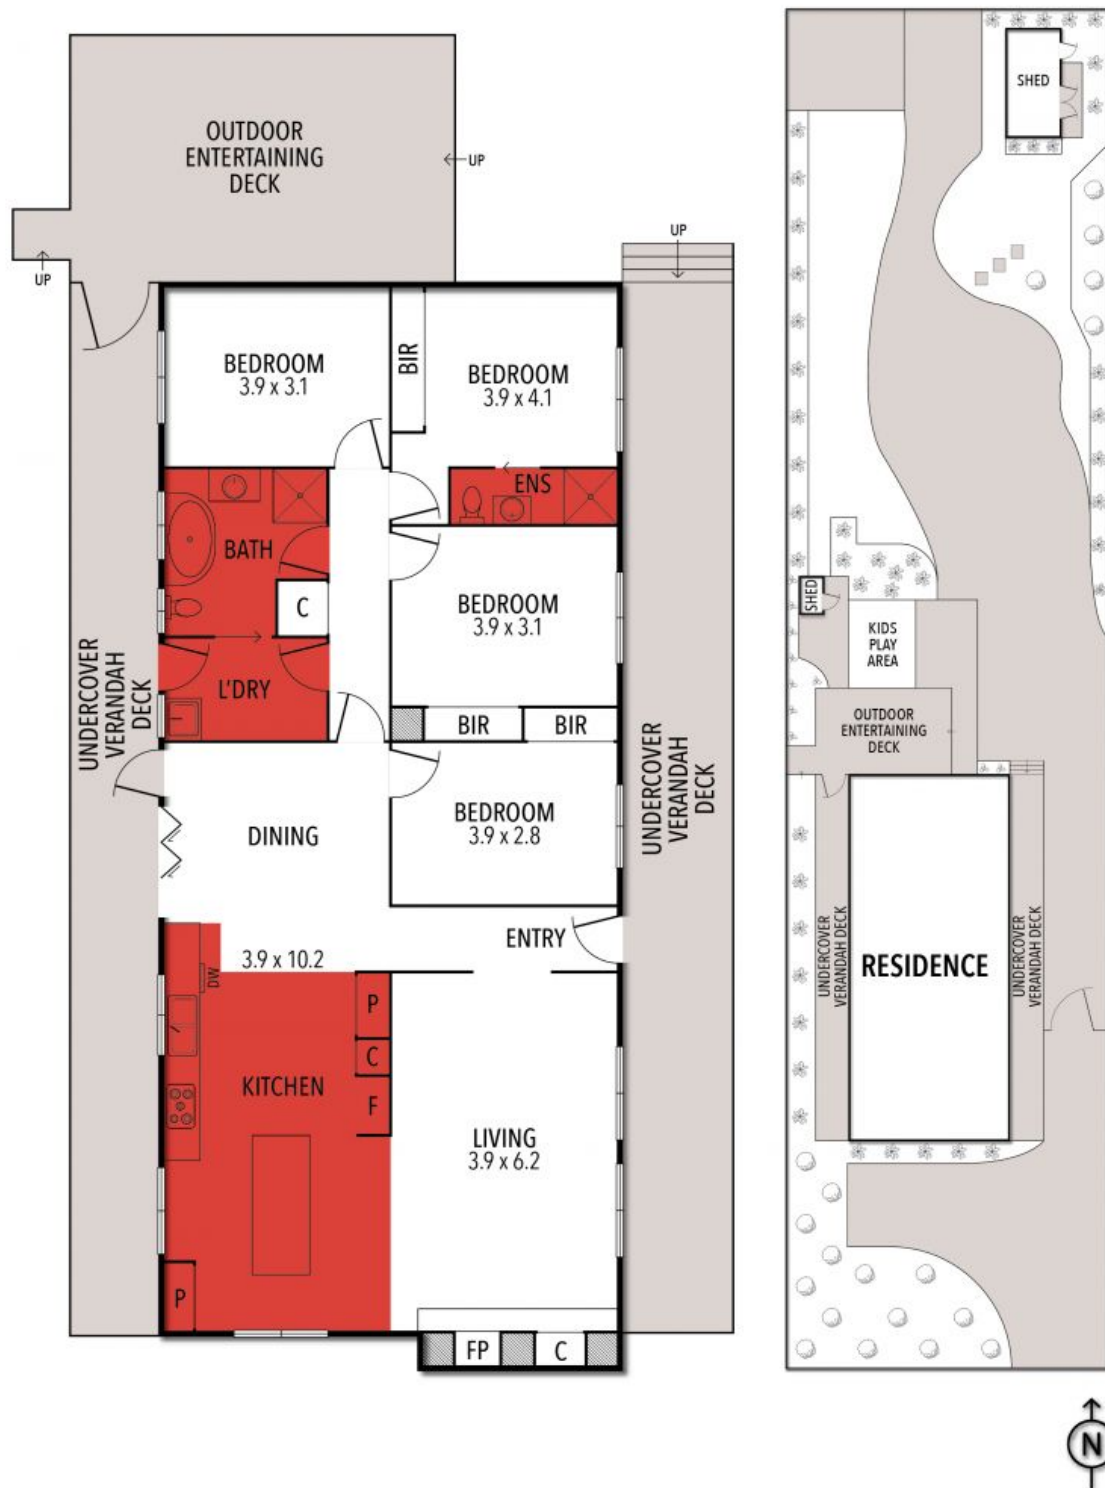 OUTDOOR
ENTERTAINING
DECK
UP
UP
UP
BEDROOM
3.9 x 3.1
BIR
BEDROOM
3.9 x 4.1
ENS
BATH
C
BEDROOM
3.9 x 3.1
L'DRY
BIR
BIR
UNDERCOVER
VERANDAH
DECK
DINING
BEDROOM
3.9 x 2.8
UNDERCOVER
VERANDAH
DECK
ENTRY
3.9 x 10.2
DW
P
C
F
KITCHEN
LIVING
3.9 x 6.2
P
FP
C
SHED
SHED
KIDS
PLAY
AREA
OUTDOOR
ENTERTAINING
DECK
UNDERCOVER
VERANDAH DECK
RESIDENCE
UNDERCOVER
VERANDAH DECK
N